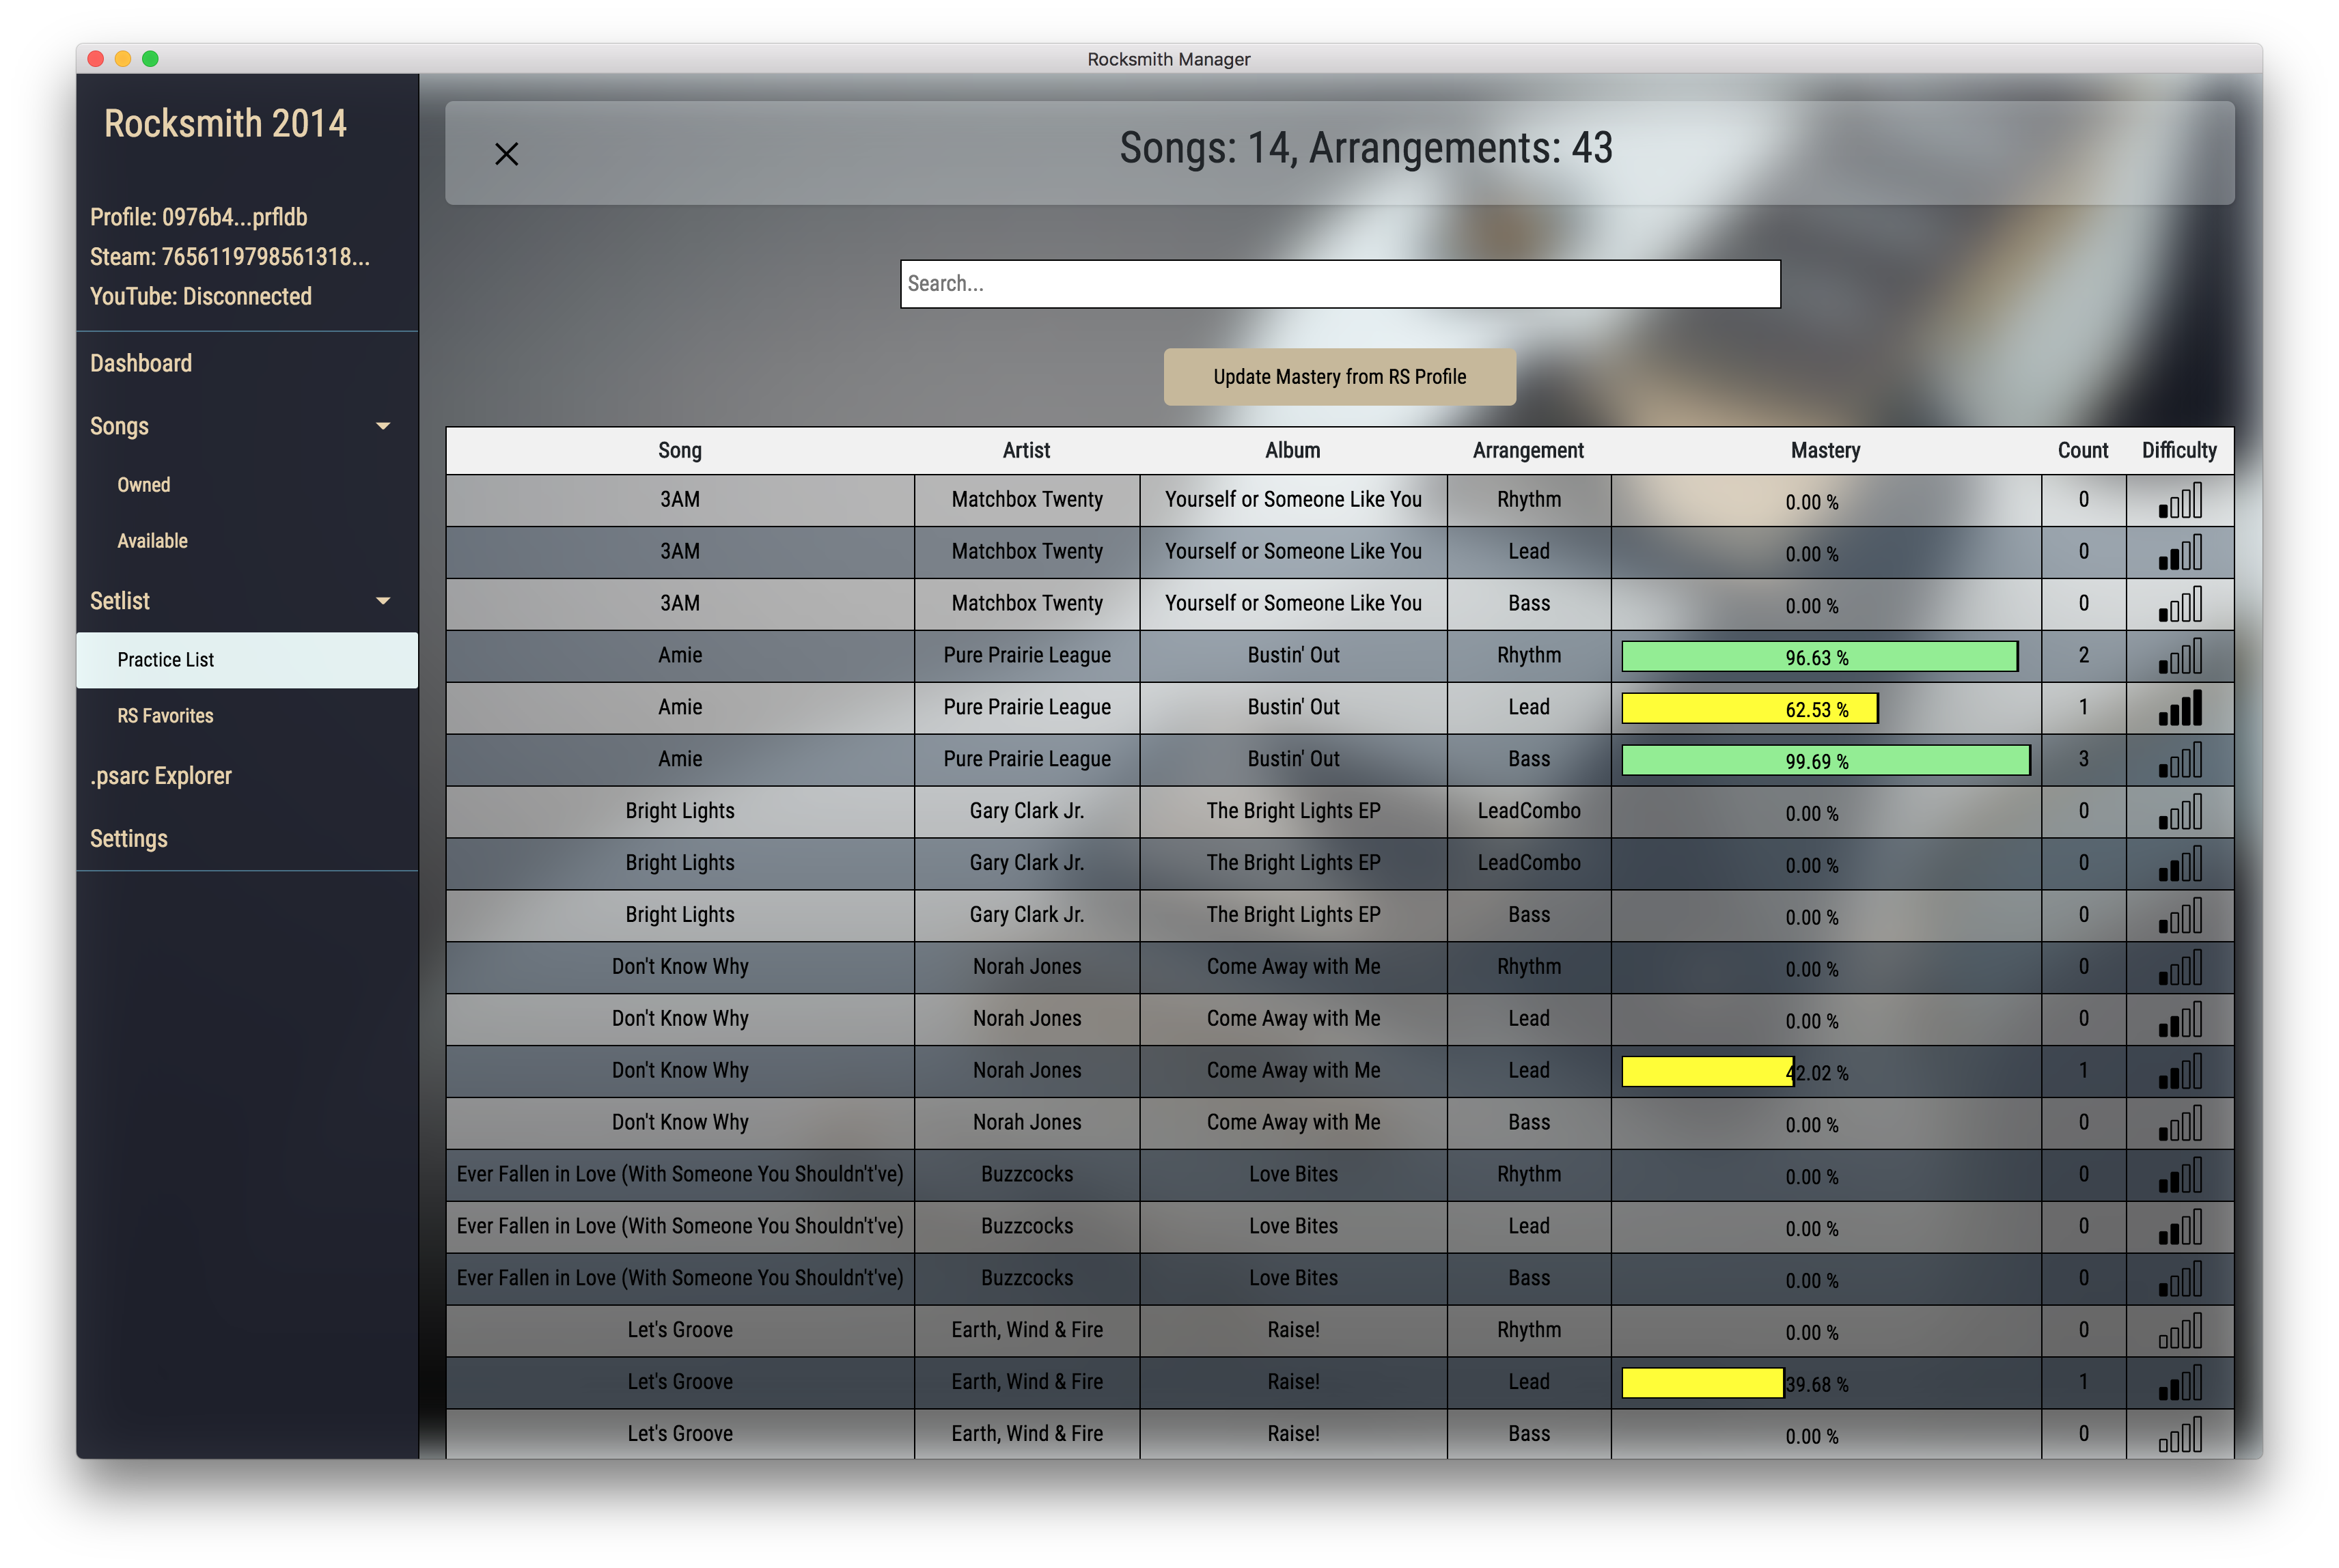 Rocksmith Manager
Rocksmith 2014
Profile: 0976b4...prfldb
Steam: 7656119798561318...
YouTube: Disconnected
Dashboard
Songs
Owned
Available
Setlist
Practice List
RS Favorites
.psarc Explorer
Settings
Songs: 14, Arrangements: 43
Search...
Update Mastery from RS Profile
Song Artist Album Arrangement Mastery Count Difficulty
3AM Matchbox Twenty Yourself or Someone Like You Rhythm 0.00 % 0
3AM Matchbox Twenty Yourself or Someone Like You Lead 0.00 % 0
3AM Matchbox Twenty Yourself or Someone Like You Bass 0.00 % 0
Amie Pure Prairie League Bustin' Out Rhythm 96.63 % 2
Amie Pure Prairie League Bustin' Out Lead 62.53 % 1
Amie Pure Prairie League Bustin' Out Bass 99.69 % 3
Bright Lights Gary Clark Jr. The Bright Lights EP LeadCombo 0.00 % 0
Bright Lights Gary Clark Jr. The Bright Lights EP LeadCombo 0.00 % 0
Bright Lights Gary Clark Jr. The Bright Lights EP Bass 0.00 % 0
Don't Know Why Norah Jones Come Away with Me Rhythm 0.00 % 0
Don't Know Why Norah Jones Come Away with Me Lead 0.00 % 0
Don't Know Why Norah Jones Come Away with Me Lead 42.02 % 1
Don't Know Why Norah Jones Come Away with Me Bass 0.00 % 0
Ever Fallen in Love (With Someone You Shouldn't've) Buzzcocks Love Bites Rhythm 0.00 % 0
Ever Fallen in Love (With Someone You Shouldn't've) Buzzcocks Love Bites Lead 0.00 % 0
Ever Fallen in Love (With Someone You Shouldn't've) Buzzcocks Love Bites Bass 0.00 % 0
Let's Groove Earth, Wind & Fire Raise! Rhythm 0.00 % 0
Let's Groove Earth, Wind & Fire Raise! Lead 39.68 % 1
Let's Groove Earth, Wind & Fire Raise! Bass 0.00 % 0